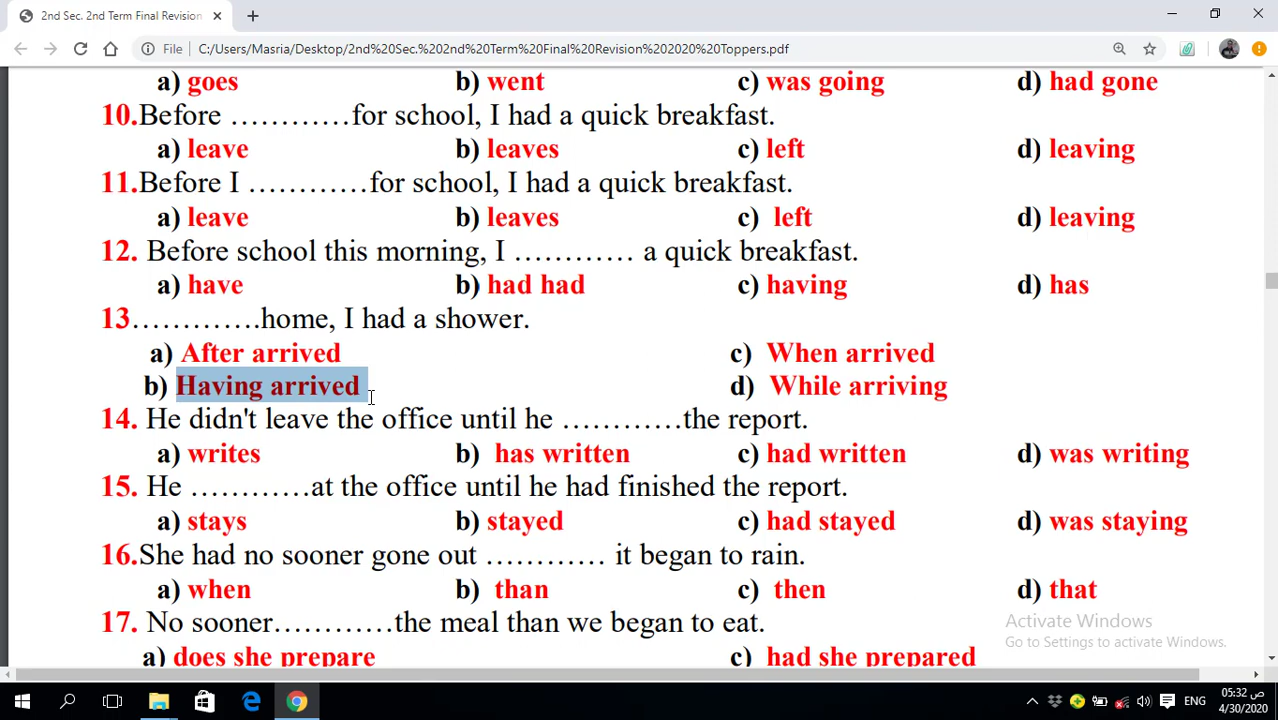 2nd Sec. 2nd Term Final Revision
File C:/Users/Masria/Desktop/2nd%20Sec.%202nd%20Term%20Final%20Revision%202020%20Toppers.pdf
a) goes b) went c) was going d) had gone
10.Before …………for school, I had a quick breakfast.
a) leave b) leaves c) left d) leaving
11.Before I …………for school, I had a quick breakfast.
a) leave b) leaves c) left d) leaving
12. Before school this morning, I ………… a quick breakfast.
a) have b) had had c) having d) has
13………….home, I had a shower.
a) After arrived c) When arrived
b) Having arrived d) While arriving
14. He didn't leave the office until he …………the report.
a) writes b) has written c) had written d) was writing
15. He …………at the office until he had finished the report.
a) stays b) stayed c) had stayed d) was staying
16.She had no sooner gone out ………… it began to rain.
a) when b) than c) then d) that
17. No sooner…………the meal than we began to eat.
a) does she prepare c) had she prepared
Activate Windows
Go to Settings to activate Windows.
ENG
05:32 ص
4/30/2020